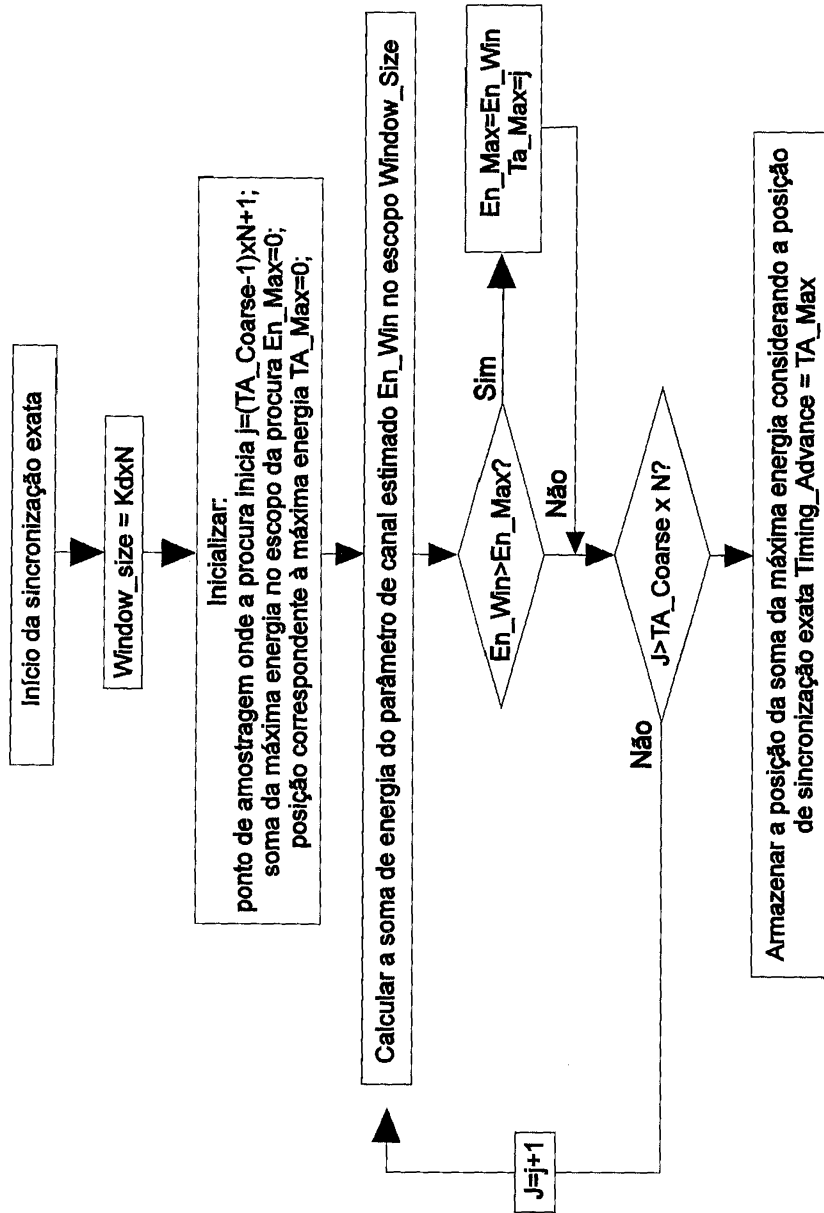 Início da sincronização exata
Window_size = KdxN
Inicializar:
ponto de amostragem onde a procura inicia j=(TA_Coarse-1)xN+1;
soma da máxima energia no escopo da procura En_Max=0;
posição correspondente à máxima energia TA_Max=0;
Calcular a soma de energia do parâmetro de canal estimado En_Win no escopo Window_Size
En_Win>En_Max?
Sim
En_Max=En_Win
Ta_Max=j
Não
J>TA_Coarse x N?
Não
J=j+1
Armazenar a posição da soma da máxima energia considerando a posição
de sincronização exata Timing_Advance = TA_Max